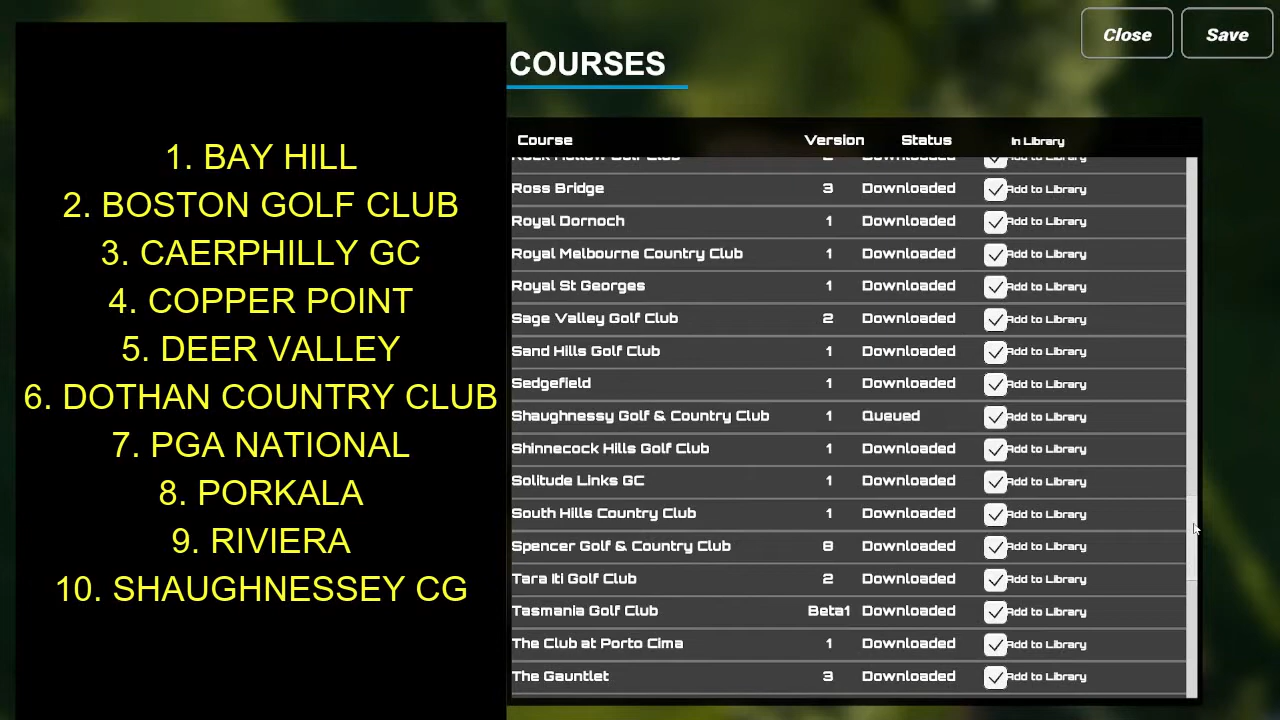 Close Save
COURSES
1. BAY HILL
2. BOSTON GOLF CLUB
3. CAERPHILLY GC
4. COPPER POINT
5. DEER VALLEY
6. DOTHAN COUNTRY CLUB
7. PGA NATIONAL
8. PORKALA
9. RIVIERA
10. SHAUGHNESSEY CG
Course Version Status In Library
Rock Hollow Golf Club 2 Downloaded Add to Library
Ross Bridge 3 Downloaded Add to Library
Royal Dornoch 1 Downloaded Add to Library
Royal Melbourne Country Club 1 Downloaded Add to Library
Royal St Georges 1 Downloaded Add to Library
Sage Valley Golf Club 2 Downloaded Add to Library
Sand Hills Golf Club 1 Downloaded Add to Library
Sedgefield 1 Downloaded Add to Library
Shaughnessy Golf & Country Club 1 Queued Add to Library
Shinnecock Hills Golf Club 1 Downloaded Add to Library
Solitude Links GC 1 Downloaded Add to Library
South Hills Country Club 1 Downloaded Add to Library
Spencer Golf & Country Club 8 Downloaded Add to Library
Tara Iti Golf Club 2 Downloaded Add to Library
Tasmania Golf Club Beta1 Downloaded Add to Library
The Club at Porto Cima 1 Downloaded Add to Library
The Gauntlet 3 Downloaded Add to Library